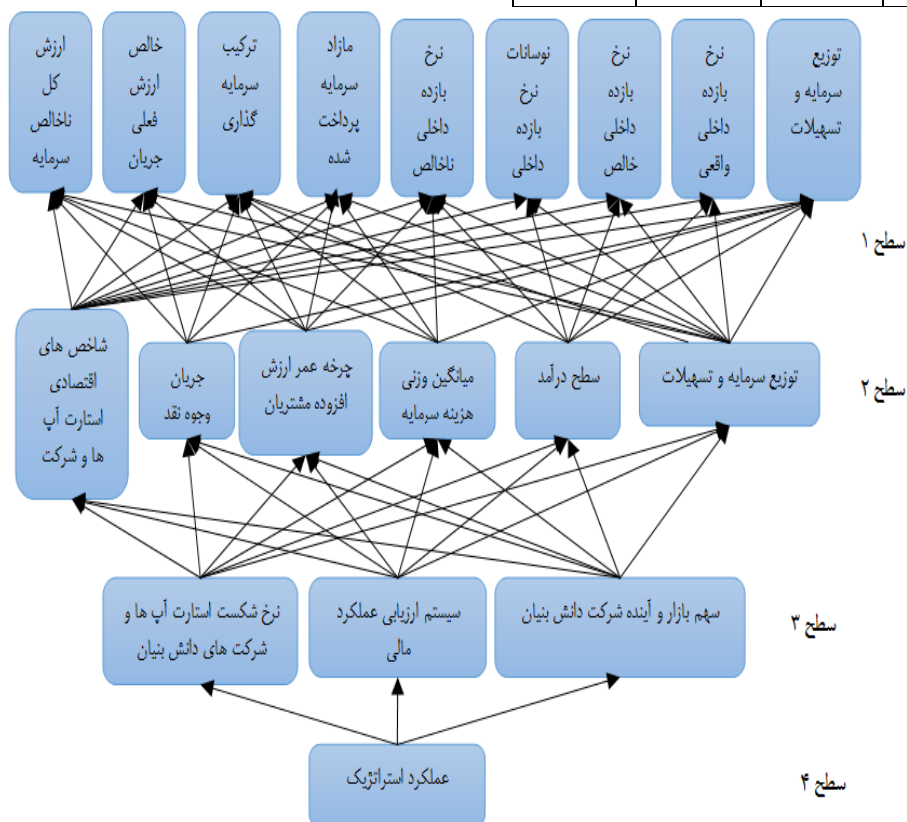 توزیع
سرمایه و
تسهیلات
نرخ
بازده
داخلی
واقعی
نرخ
بازده
داخلی
خالص
نوسانات
نرخ
بازده
داخلی
نرخ
بازده
داخلی
ناخالص
مازاد
سرمایه
پرداخت
شده
ترکیب
سرمایه
گذاری
خالص
ارزش
فعلی
جریان
ارزش
کل
ناخالص
سرمایه
سطح ۱
سطح ۲
توزیع سرمایه و تسهیلات
سطح درآمد
میانگین وزنی
هزینه سرمایه
چرخه عمر ارزش
افزوده مشتریان
جریان
وجوه نقد
شاخص های
اقتصادی
استارت آپ
ها و شرکت
سطح ۳
سهم بازار و آینده شرکت دانش بنیان
سیستم ارزیابی عملکرد
مالی
نرخ شکست استارت آپ ها و
شرکت های دانش بنیان
سطح ۴
عملکرد استراتژیک